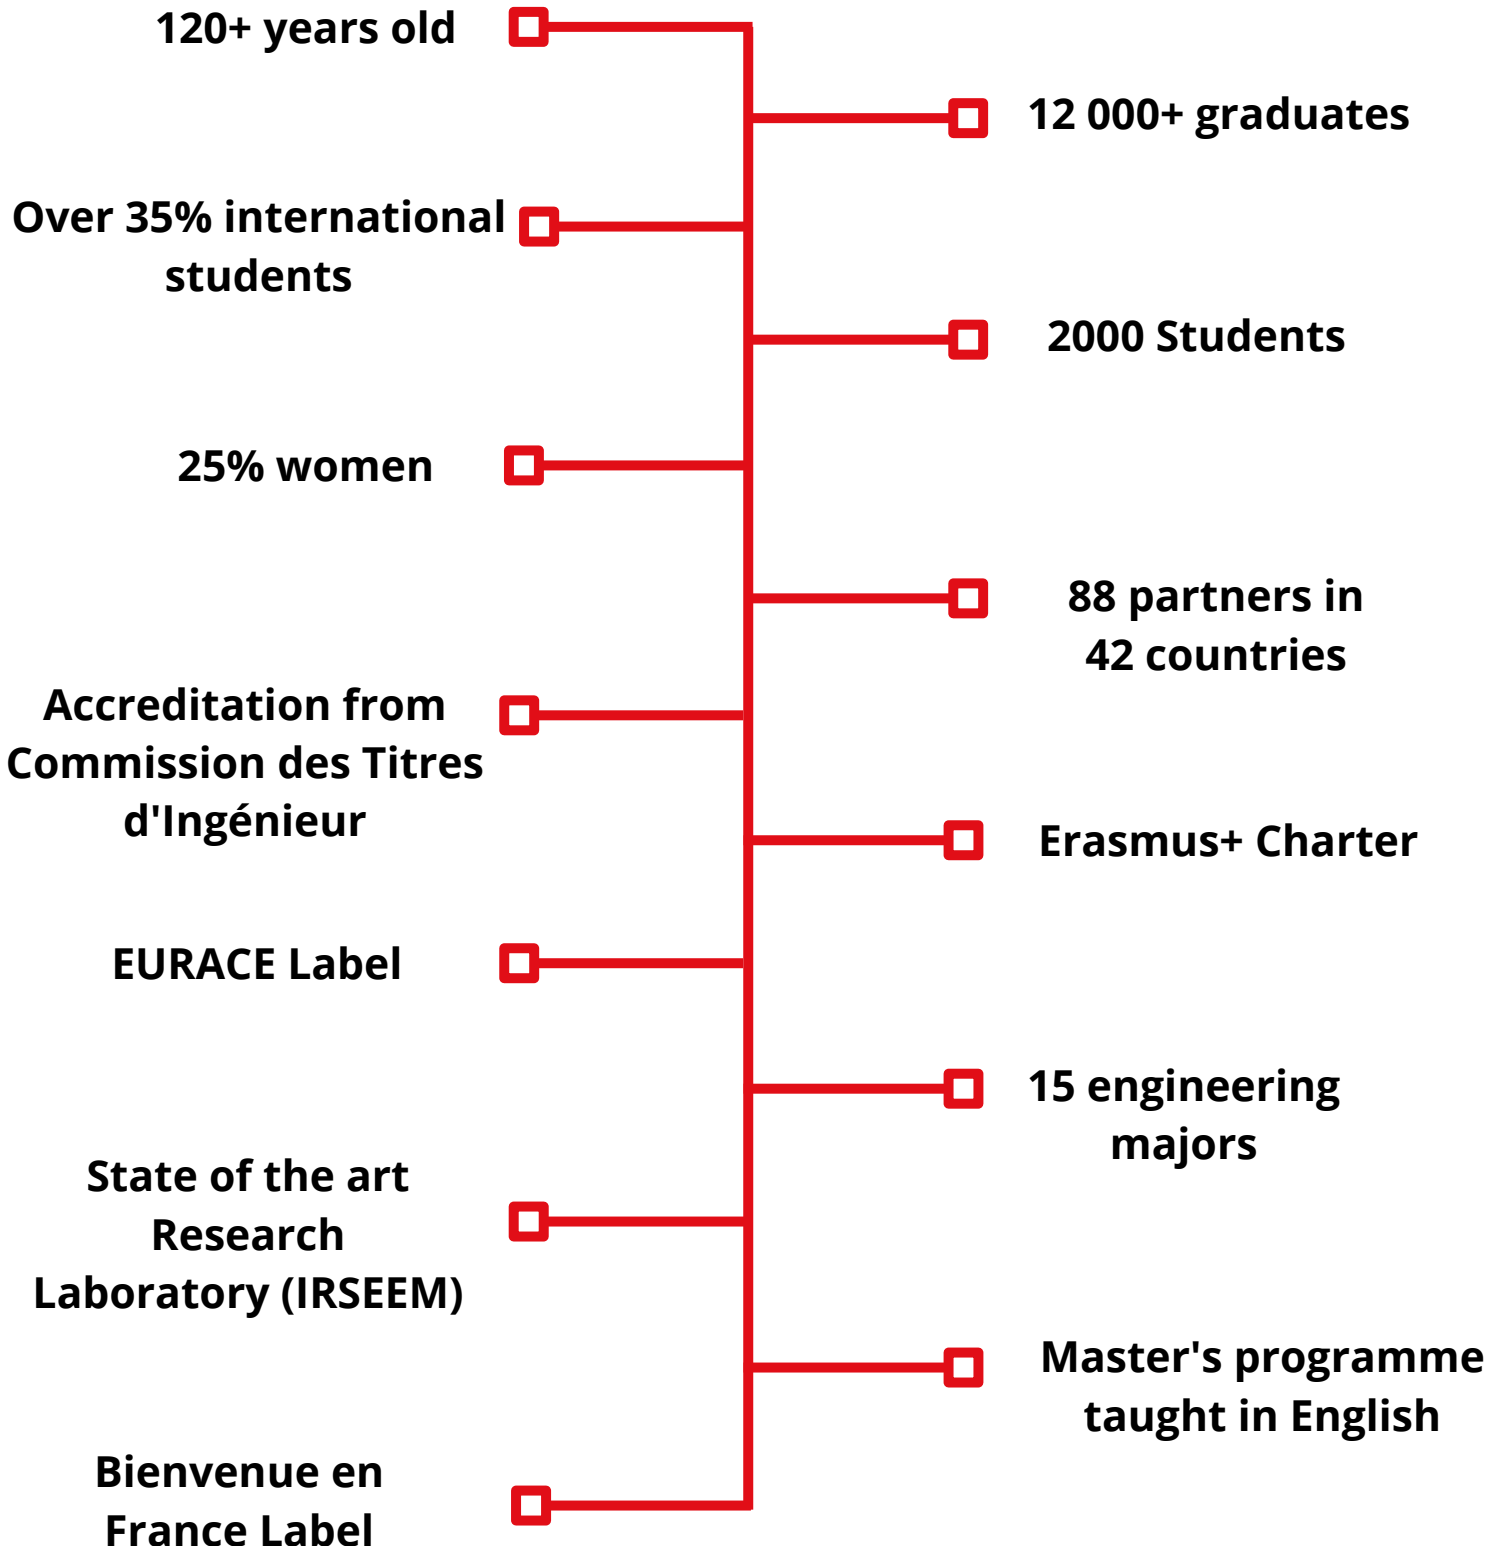 120+ years old
12 000+ graduates
Over 35% international
students
2000 Students
25% women
88 partners in
42 countries
Accreditation from
Commission des Titres
d'Ingénieur
Erasmus+ Charter
EURACE Label
15 engineering
majors
State of the art
Research
Laboratory (IRSEEM)
Master's programme
taught in English
Bienvenue en
France Label